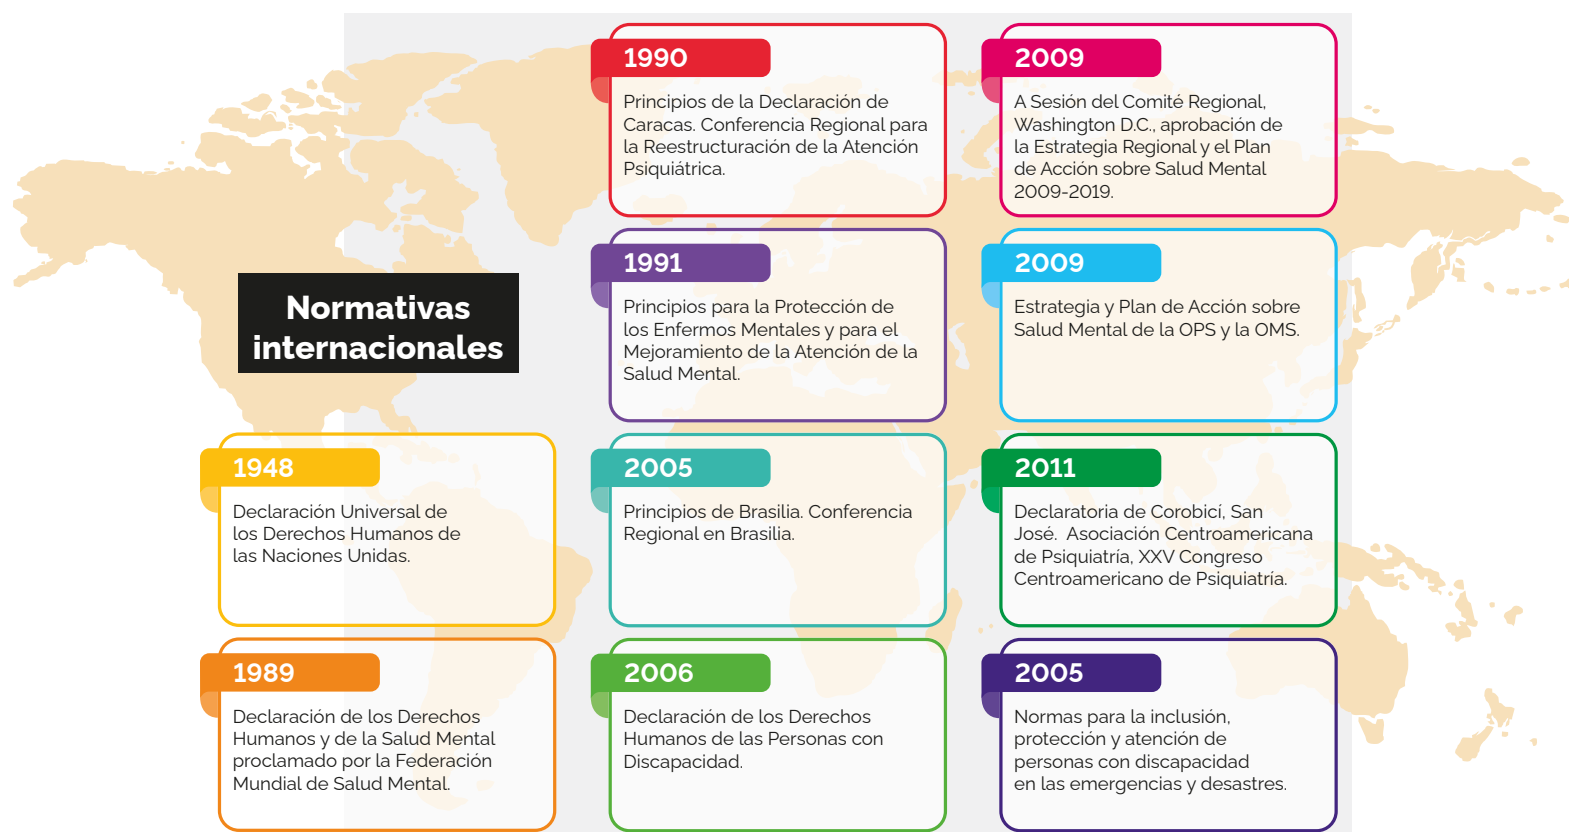 Normativas
internacionales
1948
Declaración Universal de
los Derechos Humanos de
las Naciones Unidas.
1989
Declaración de los Derechos
Humanos y de la Salud Mental
proclamado por la Federación
Mundial de Salud Mental.
1990
Principios de la Declaración de
Caracas. Conferencia Regional para
la Reestructuración de la Atención
Psiquiátrica.
1991
Principios para la Protección de
los Enfermos Mentales y para el
Mejoramiento de la Atención de la
Salud Mental.
2005
Principios de Brasilia. Conferencia
Regional en Brasilia.
2006
Declaración de los Derechos
Humanos de las Personas con
Discapacidad.
2009
A Sesión del Comité Regional,
Washington D.C., aprobación de
la Estrategia Regional y el Plan
de Acción sobre Salud Mental
2009-2019.
2009
Estrategia y Plan de Acción sobre
Salud Mental de la OPS y la OMS.
2011
Declaratoria de Corobicí, San
José. Asociación Centroamericana
de Psiquiatría, XXV Congreso
Centroamericano de Psiquiatría.
2005
Normas para la inclusión,
protección y atención de
personas con discapacidad
en las emergencias y desastres.